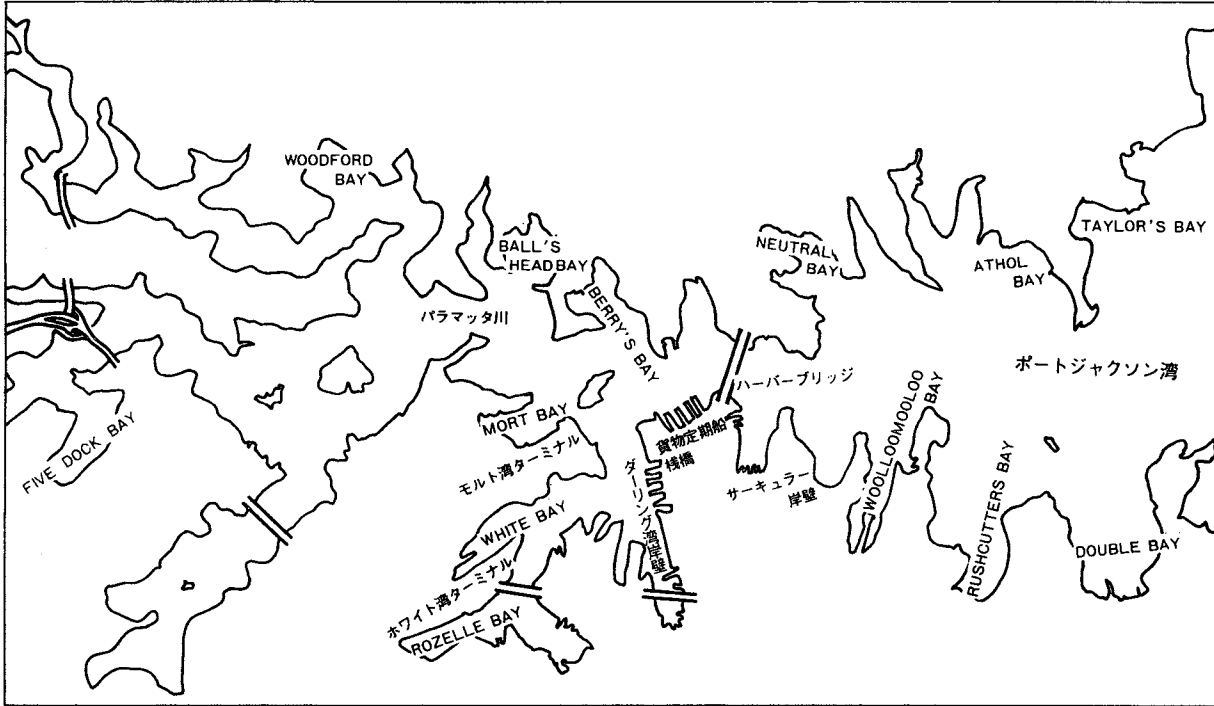 WOODFORD
BAY
BALL'S
HEAD BAY
BERRY'S BAY
NEUTRAL
BAY
ATHOL
BAY
TAYLOR'S BAY
パラマッタ川
ハーバーブリッジ
ポートジャクソン湾
FIVE DOCK BAY
MORT BAY
モルト湾ターミナル
貨物定期船
桟橋
サーキュラー
岸壁
WOOLLOOMOOLOO
BAY
RUSHCUTTERS BAY
DOUBLE BAY
WHITE BAY
ダーリング湾岸壁
ホワイト湾ターミナル
ROZELLE BAY